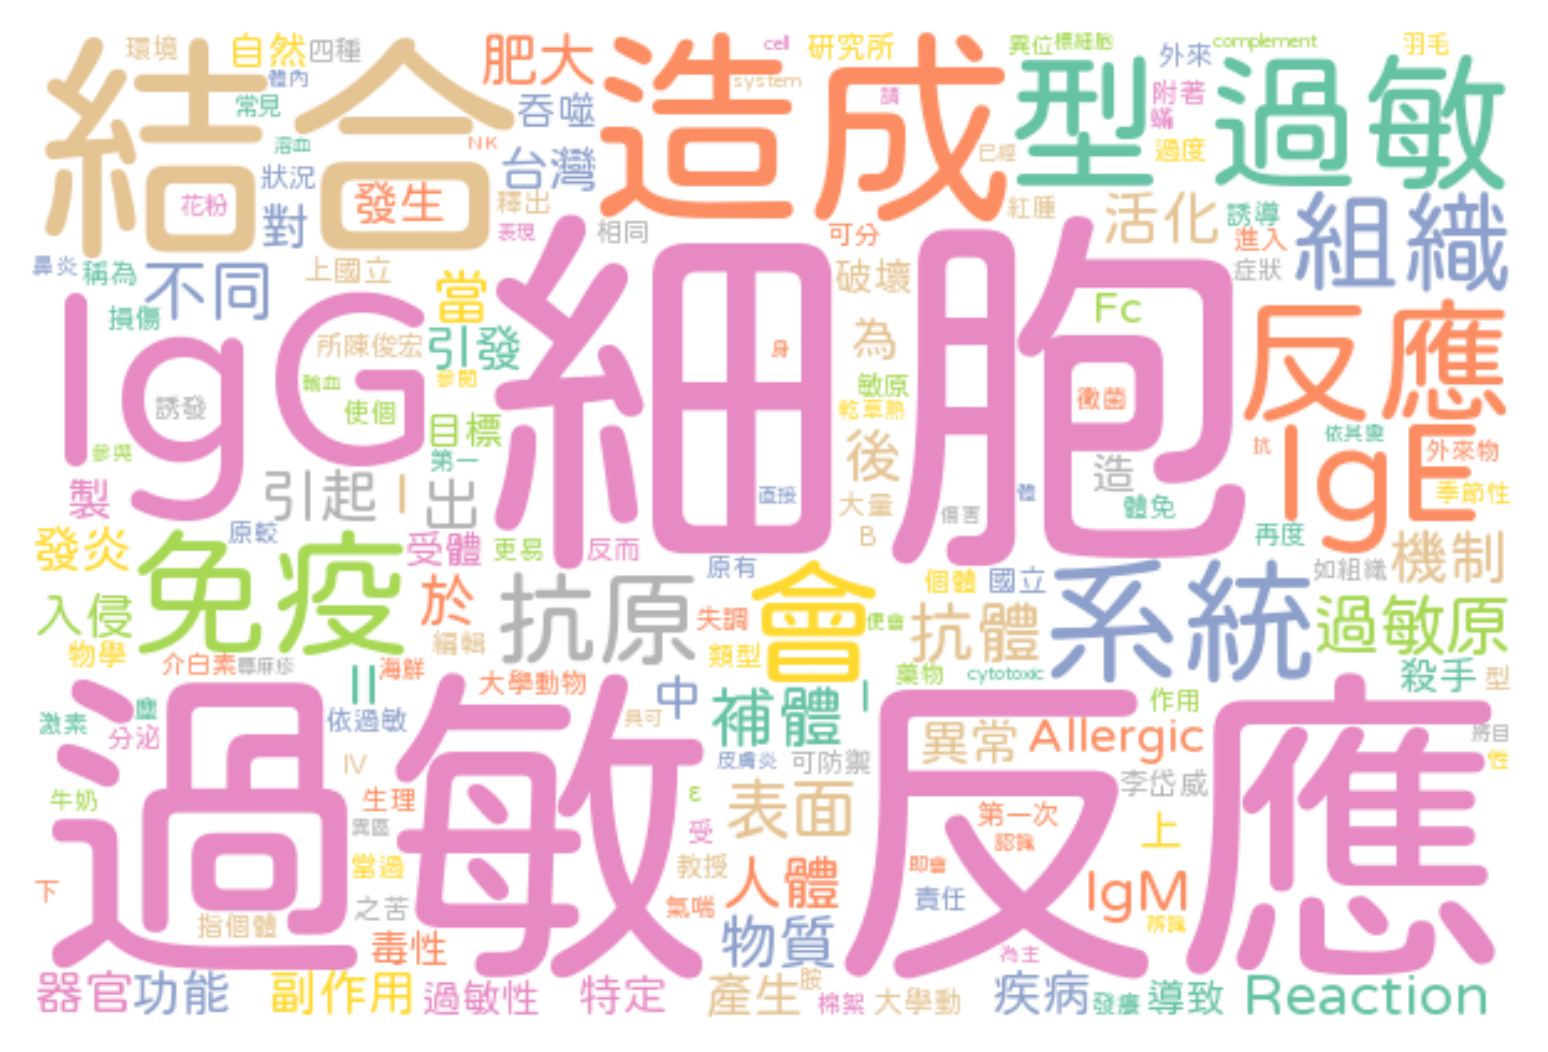 環境
自然
四種
肥大
cell
研究所
異位
標細胞
外來
complement
羽毛
結合
體內
吞噬
造成
system
型
過敏
常見
請
附著
蟎
溶血
NK
台灣
已經
過度
狀況
花粉
發生
釋出
紅腫
活化
誘導
組織
對
表現
相同
可分
進入
鼻炎
稱為
不同
上國立
當
細胞
破壞
症狀
損傷
IgG
所陳俊宏
引發
身
為
Fc
反應
輸血
參閱
敏原
誘發
使個
目標
乾草熱
黴菌
抗
依其變
外來物
參與
第一
後
IgE
製
引起
I
出
直接
大量
造
體
季節性
傷害
體免
原較
B
再度
發炎
免疫
受體
更易
反而
原有
機制
個體
國立
系統
如組織
入侵
於
抗原
會
失調
便會
抗體
過敏原
物學
編輯
類型
介白素
蕁麻疹
海鮮
大學動物
藥物
cytotoxic
殺手
型
II
中
補體
I
作用
激素
塵
分泌
依過敏
具可
異常
Allergic
將目
過敏反應
IV
皮膚炎
可防禦
性
牛奶
生理
ε
表面
李岱威
異區
受
第一次
上
認識
當過
教授
人體
即會
下
之苦
氣喘
責任
IgM
指個體
毒性
物質
辨識
為主
器官
功能
副作用
過敏性
特定
產生
胺
棉絮
大學動
疾病
發癢
導致
Reaction